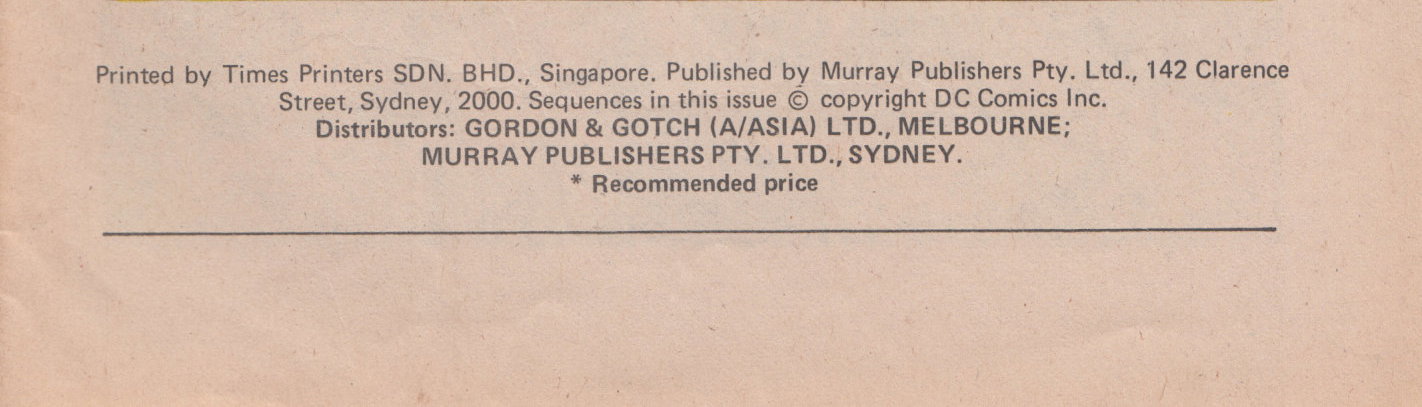 Printed by Times Printers SDN. BHD., Singapore. Published by Murray Publishers Pty. Ltd., 142 Clarence
Street, Sydney, 2000. Sequences in this issue © copyright DC Comics Inc.
Distributors: GORDON & GOTCH (A/ASIA) LTD., MELBOURNE;
MURRAY PUBLISHERS PTY. LTD., SYDNEY.
* Recommended price